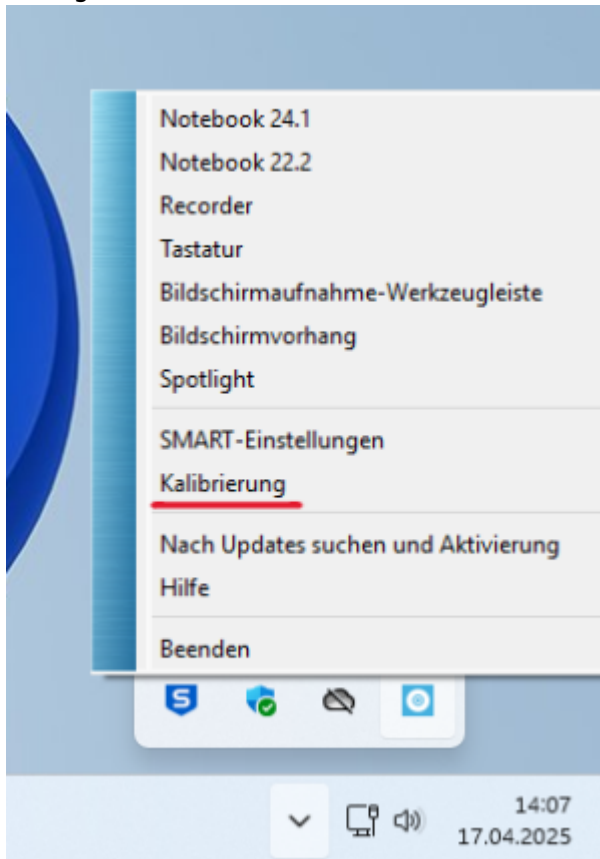 Notebook 24.1
Notebook 22.2
Recorder
Tastatur
Bildschirmaufnahme-Werkzeugleiste
Bildschirmvorhang
Spotlight
SMART-Einstellungen
Kalibrierung
Nach Updates suchen und Aktivierung
Hilfe
Beenden
S
14:07
17.04.2025